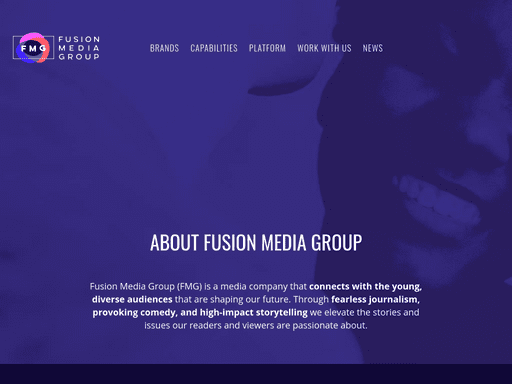 FMG
FUSION
MEDIA
GROUP
BRANDS CAPABILITIES PLATFORM WORK WITH US NEWS
ABOUT FUSION MEDIA GROUP
Fusion Media Group (FMG) is a media company that connects with the young,
diverse audiences that are shaping our future. Through fearless journalism,
provoking comedy, and high-impact storytelling we elevate the stories and
issues our readers and viewers are passionate about.